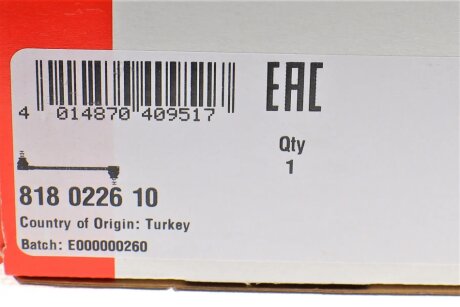 EAC
4 014870 409517
Qty
1
818 0226 10
Country of Origin: Turkey
Batch: E000000260